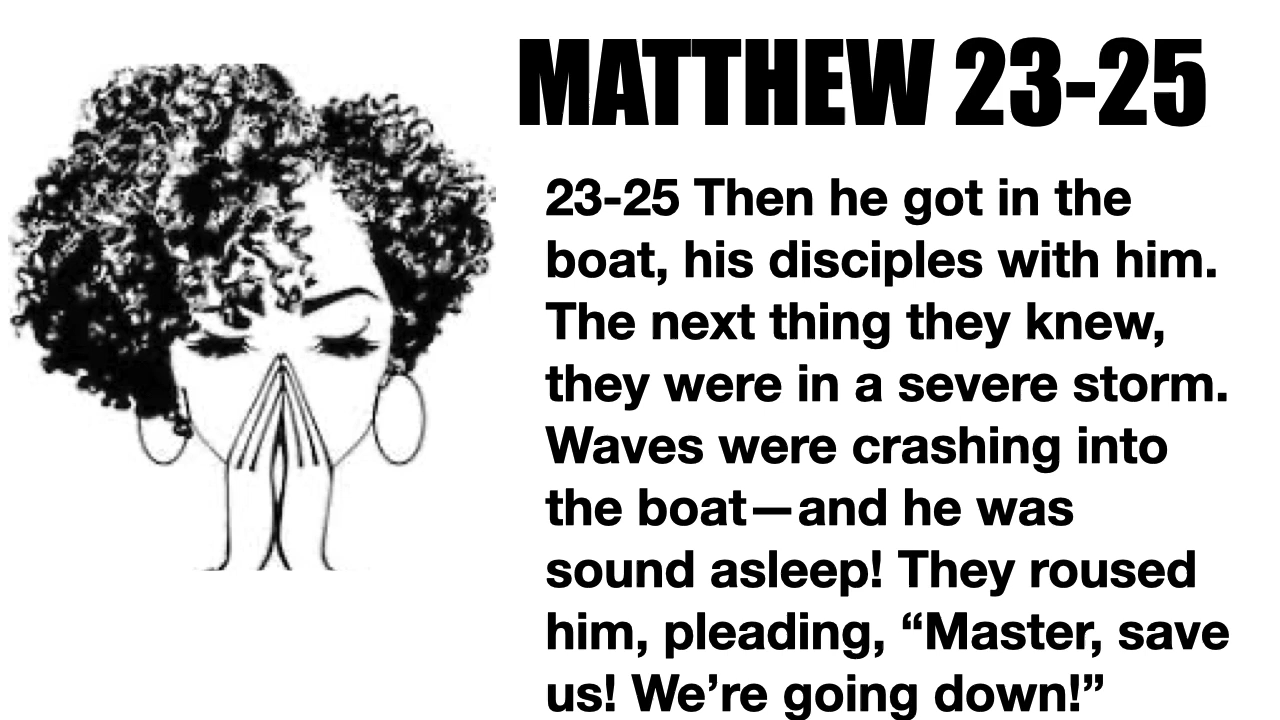 MATTHEW 23-25
23-25 Then he got in the
boat, his disciples with him.
The next thing they knew,
they were in a severe storm.
Waves were crashing into
the boat—and he was
sound asleep! They roused
him, pleading, “Master, save
us! We’re going down!”